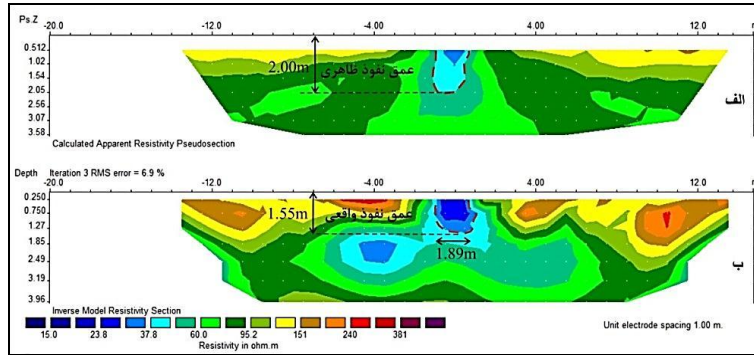 Ps.Z -20.0 -12.0 -4.00 4.00 12.0 m
0.512
1.02
1.54
2.05
3.07
3.58
2.00m
عمق نفوذ ظاهری
الف
Calculated Apparent Resistivity Pseudosection
Depth Iteration 3 RMS error = 6.9 %
-20.0 -12.0 4.00 12.0 m
0.250
0.750
1.27
1.85
2.49
3.19
3.96
1.55m
عمق نفوذ واقعی
1.89m
ب
Inverse Model Resistivity Section
15.0 23.8 37.8 60.0 95.2 151 240 381
Resistivity in ohm.m
Unit electrode spacing 1.00 m.